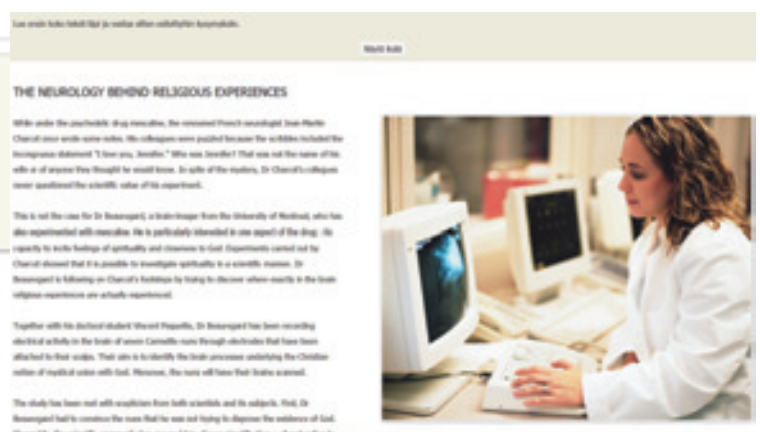 Lue ensin koko teksti läpi ja vastaa sitten esitettyihin kysymyksiin.
Näytä koko
THE NEUROLOGY BEHIND RELIGIOUS EXPERIENCES
While under the psychedelic drug mescaline, the renowned French neurologist Jean-Martin
Charcot once wrote some notes. His colleagues were puzzled because the scribbles included the
incongruous statement "I love you, Jennifer." Who was Jennifer? That was not the name of his
wife or of anyone they thought he would know. In spite of the mystery, Dr Charcot's collegues
never questioned the scientific value of his experiment.
This is not the case for Dr Beauregard, a brain-imager from the University of Montreal, who has
also experimented with mescaline. He is particularly interested in one aspect of the drug - its
capacity to incite feelings of spirituality and closeness to God. Experiments carried out by
Charcot showed that it is possible to investigate spirituality in a scientific manner. Dr
Beauregard is following on Charcot's footsteps by trying to discover where exactly in the brain
religious experiences are actually experienced.
Together with his doctoral student Vincent Paquette, Dr Beauregard has been recording
electrical activity in the brain of seven Carmelite nuns through electrodes that have been
attached to their scalps. Their aim is to identify the brain processes underlying the Christian
notion of mystical union with God. Moreover, the nuns will have their brains scanned.
The study has been met with scepticism from both scientists and its subjects. First, Dr
Beauregard had to convince the nuns that he was not trying to disprove the existence of God.